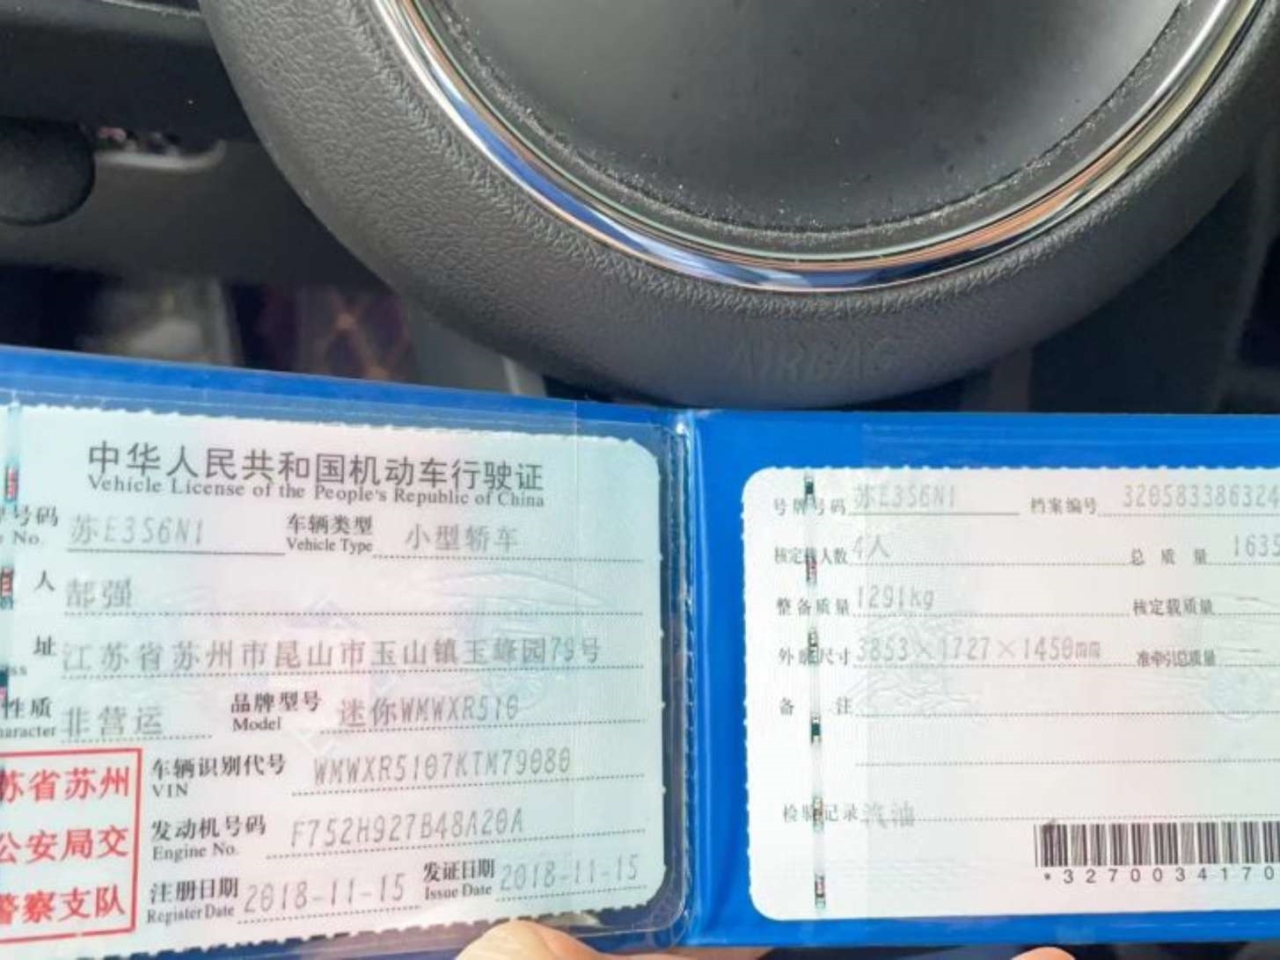 AIRBAG
中华人民共和国机动车行驶证
Vehicle License of the People's Republic of China
号码 苏E3S6N1 车辆类型 小型轿车
No. Vehicle Type
人 郜强
址 江苏省苏州市昆山市玉山镇玉峰园79号
性质 非营运 品牌型号 迷你WMWXR510
aracter Model
车辆识别代号 WMWXR5107KTM79080
VIN
发动机号码 F752H927B48A20A
Engine No.
注册日期 2018-11-15 发证日期 2018-11-15
Register Date Issue Date
苏省苏州
公安局交
警察支队
号牌号码 苏E3S6N1 档案编号 320583386324
核定载人数 4人 总质量 1635
整备质量 1291kg 核定载质量
外廓尺寸 3853×1727×1450mm 准牵引总质量
备注
检验记录 汽油
*3270034170